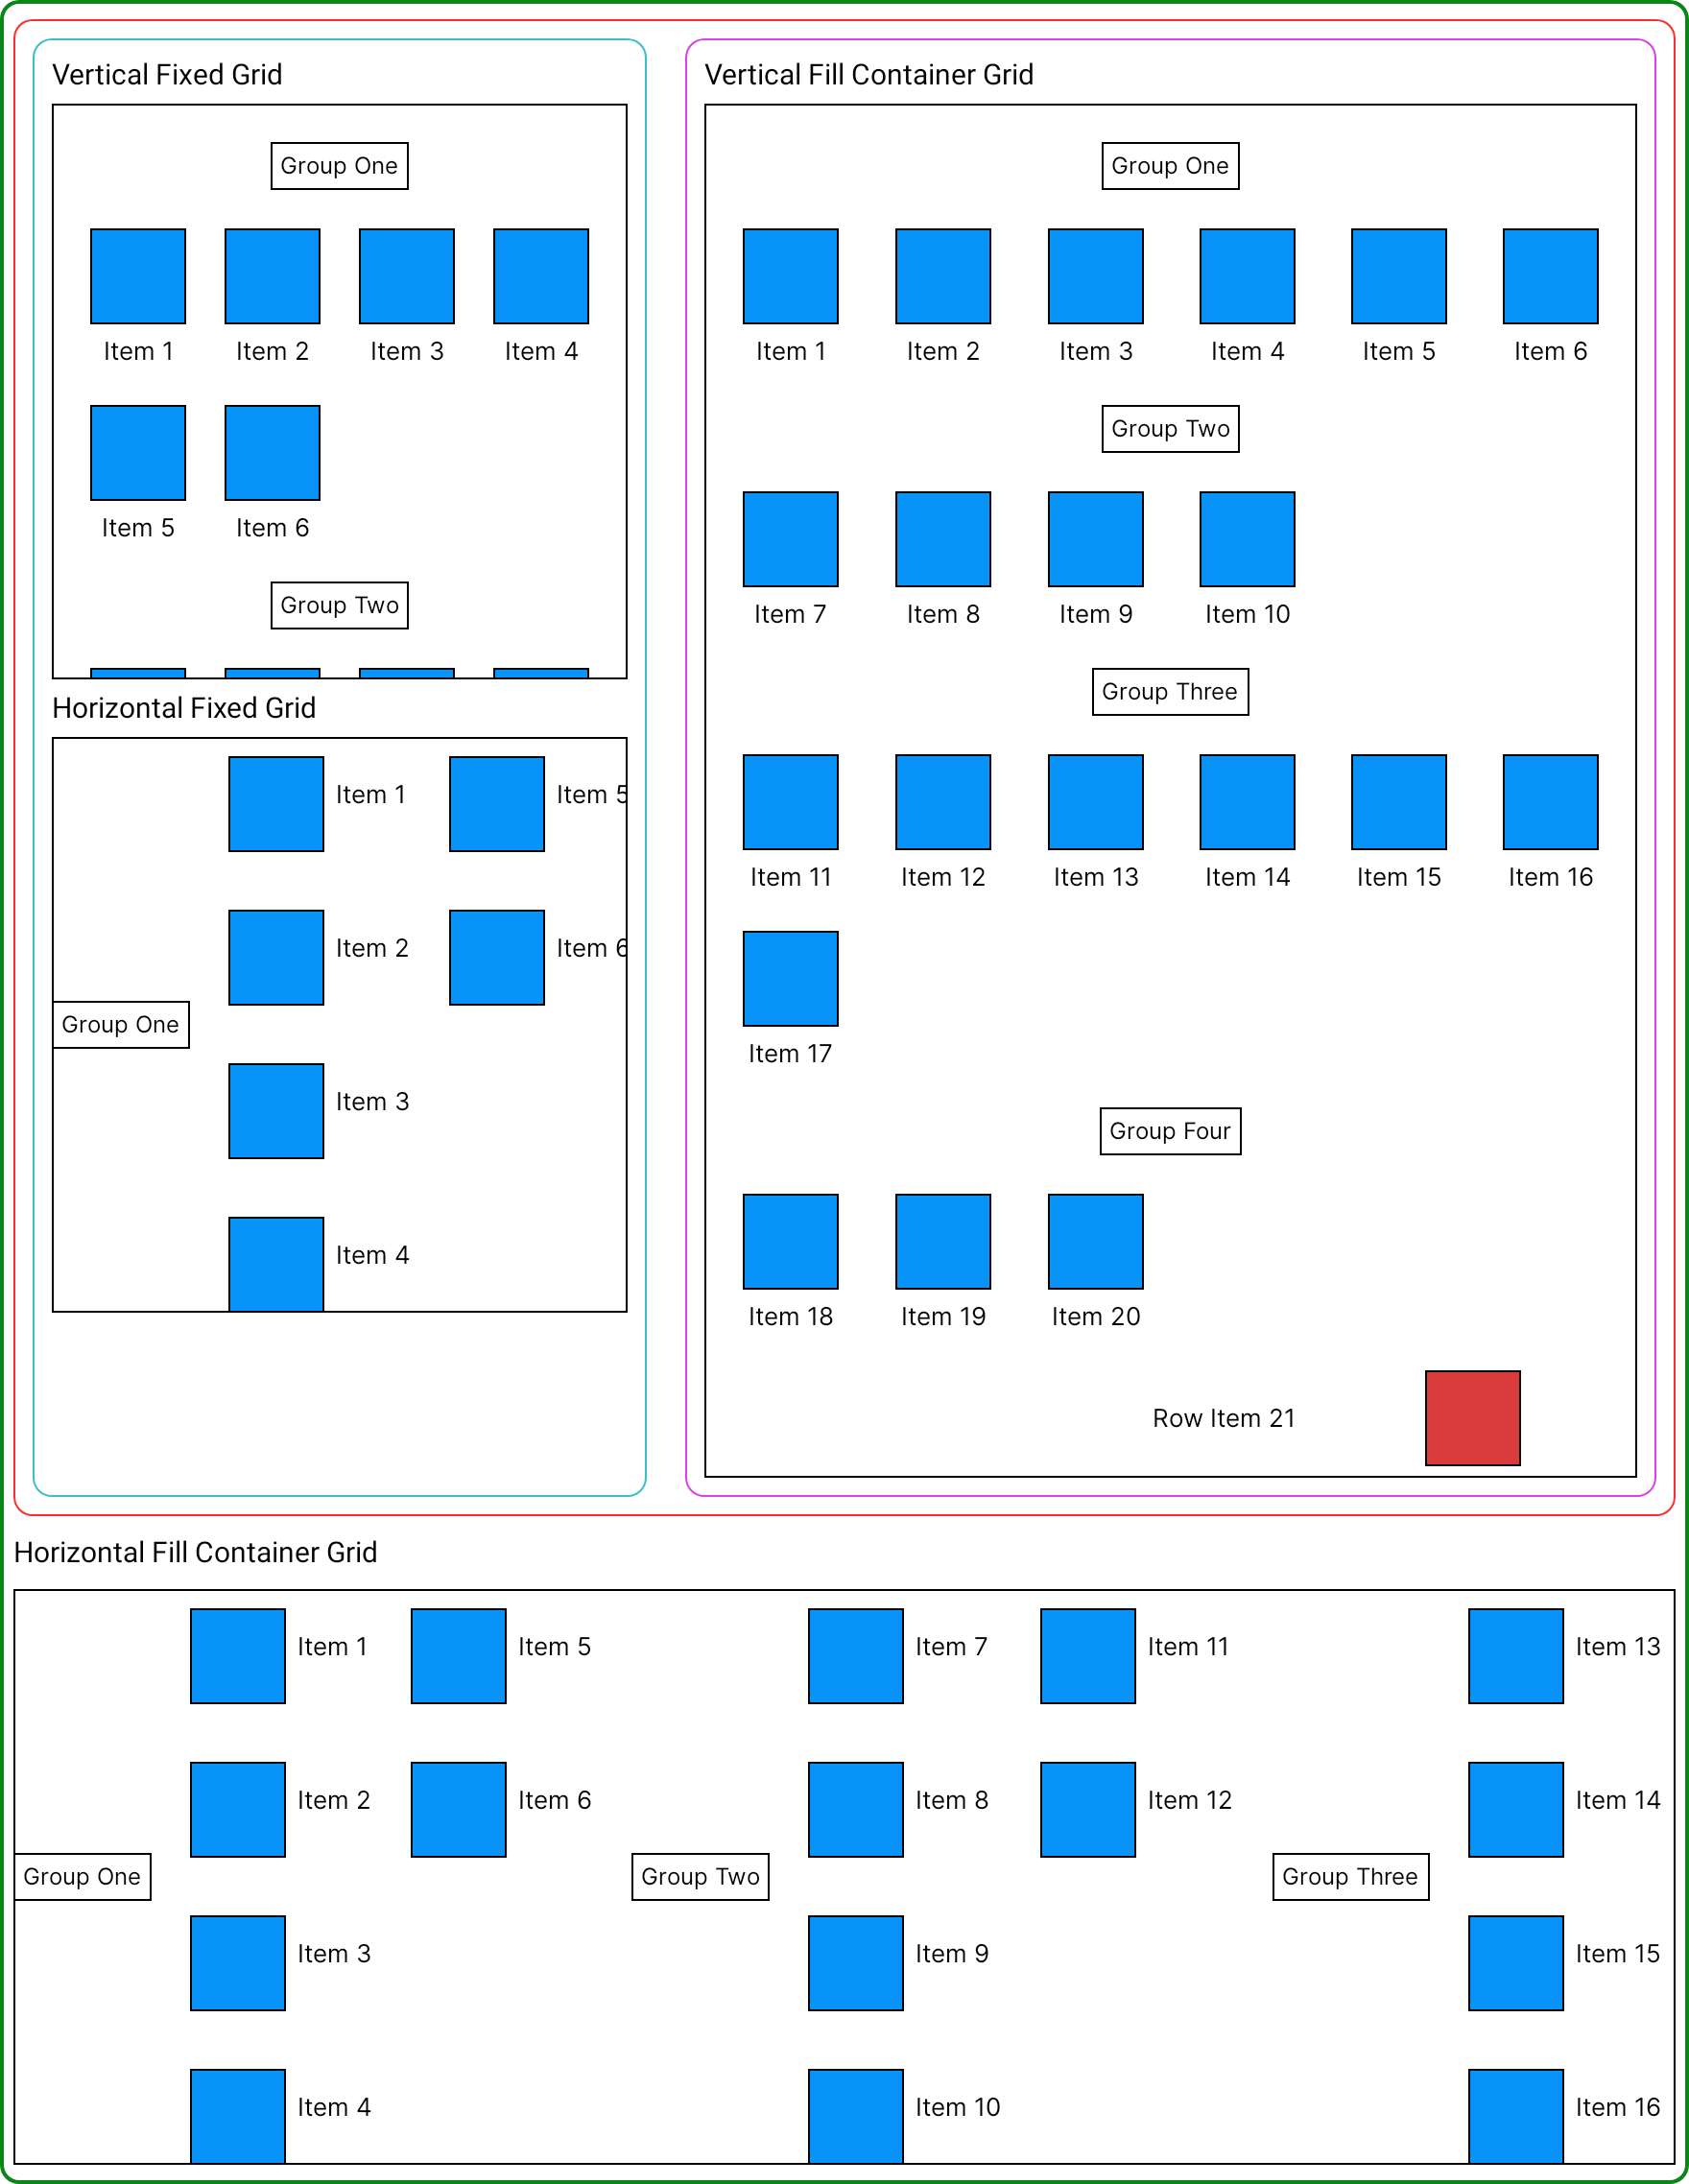 Vertical Fixed Grid
Group One
Item 1 Item 2 Item 3 Item 4
Item 5 Item 6
Group Two
Horizontal Fixed Grid
Item 1 Item 5
Item 2 Item 6
Group One
Item 3
Item 4
Vertical Fill Container Grid
Group One
Item 1 Item 2 Item 3 Item 4 Item 5 Item 6
Group Two
Item 7 Item 8 Item 9 Item 10
Group Three
Item 11 Item 12 Item 13 Item 14 Item 15 Item 16
Item 17
Group Four
Item 18 Item 19 Item 20
Row Item 21
Horizontal Fill Container Grid
Item 1 Item 5 Item 7 Item 11 Item 13
Item 2 Item 6 Item 8 Item 12 Item 14
Group One Group Two Group Three
Item 3 Item 9 Item 15
Item 4 Item 10 Item 16